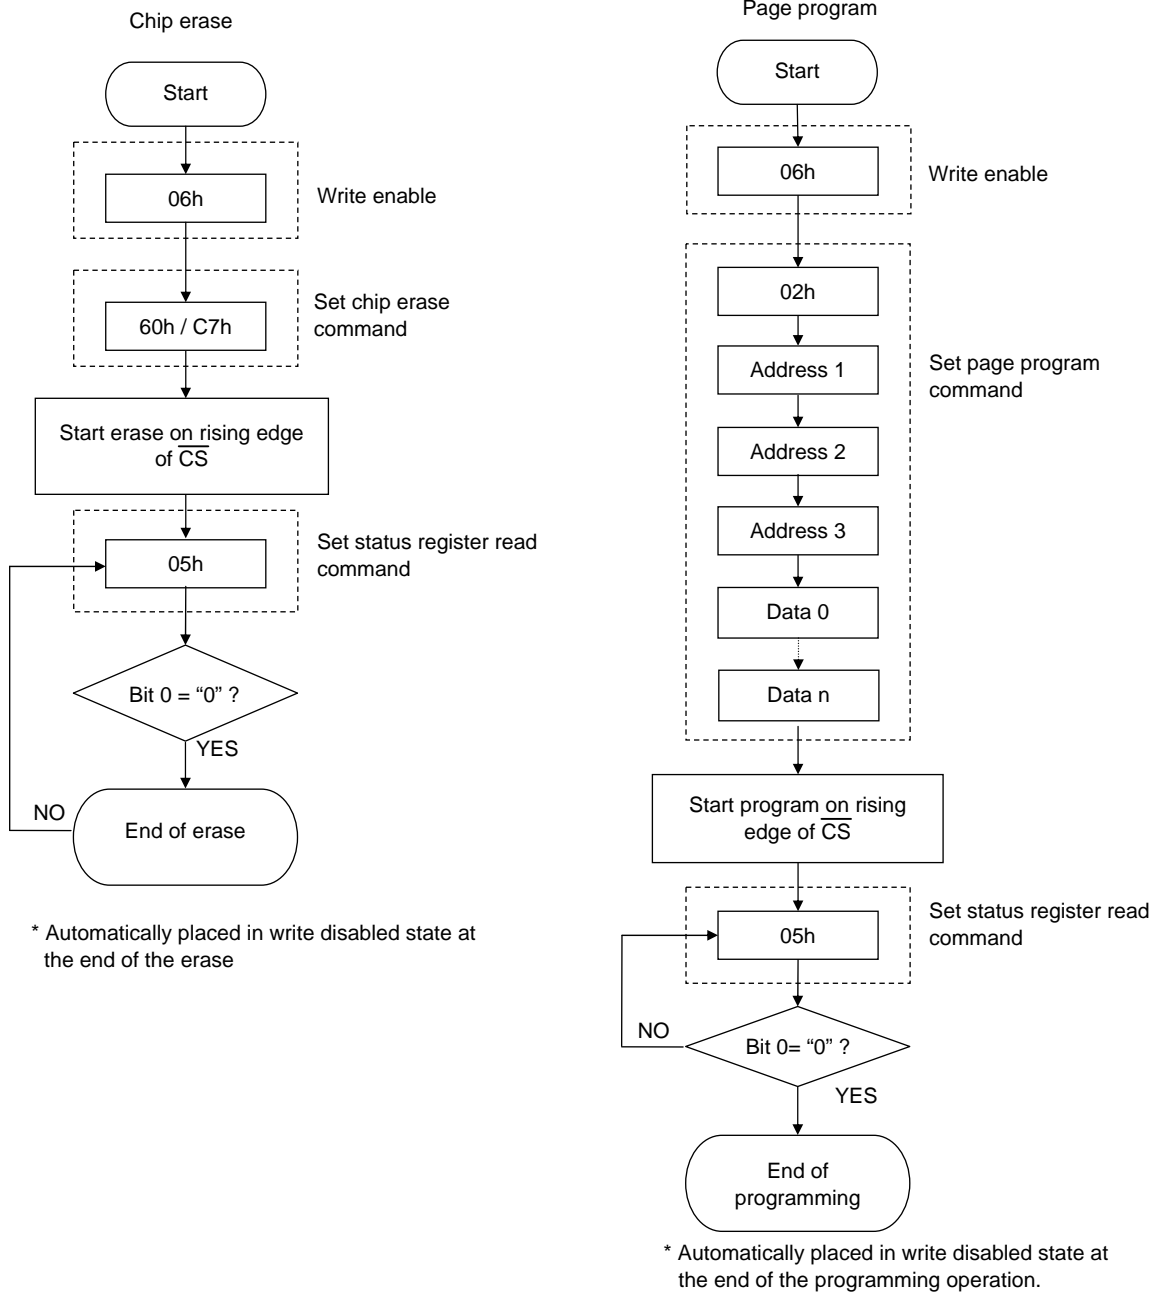 Chip erase
Start
06h
Write enable
60h / C7h
Set chip erase
command
Start erase on rising edge
of C̅S̅
05h
Set status register read
command
Bit 0 = “0” ?
YES
NO
End of erase
* Automatically placed in write disabled state at
the end of the erase
Page program
Start
06h
Write enable
02h
Address 1
Address 2
Address 3
Data 0
Data n
Set page program
command
Start program on rising
edge of C̅S̅
05h
Set status register read
command
NO
Bit 0= “0” ?
YES
End of
programming
* Automatically placed in write disabled state at
the end of the programming operation.